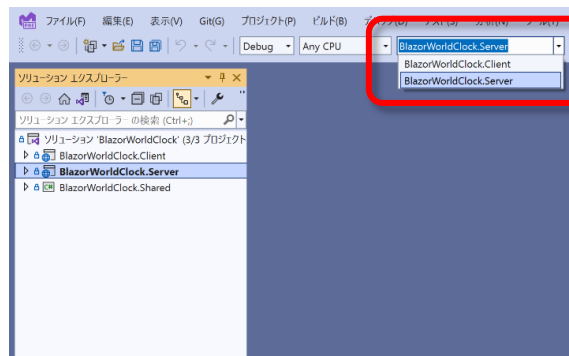 ファイル(F) 編集(E) 表示(V) Git(G) プロジェクト(P) ビルド(B)
Debug Any CPU BlazorWorldClock.Server
BlazorWorldClock.Client
BlazorWorldClock.Server
ソリューション エクスプローラー
ソリューション エクスプローラー の検索 (Ctrl+;)
ソリューション 'BlazorWorldClock' (3/3 プロジェクト
BlazorWorldClock.Client
BlazorWorldClock.Server
BlazorWorldClock.Shared